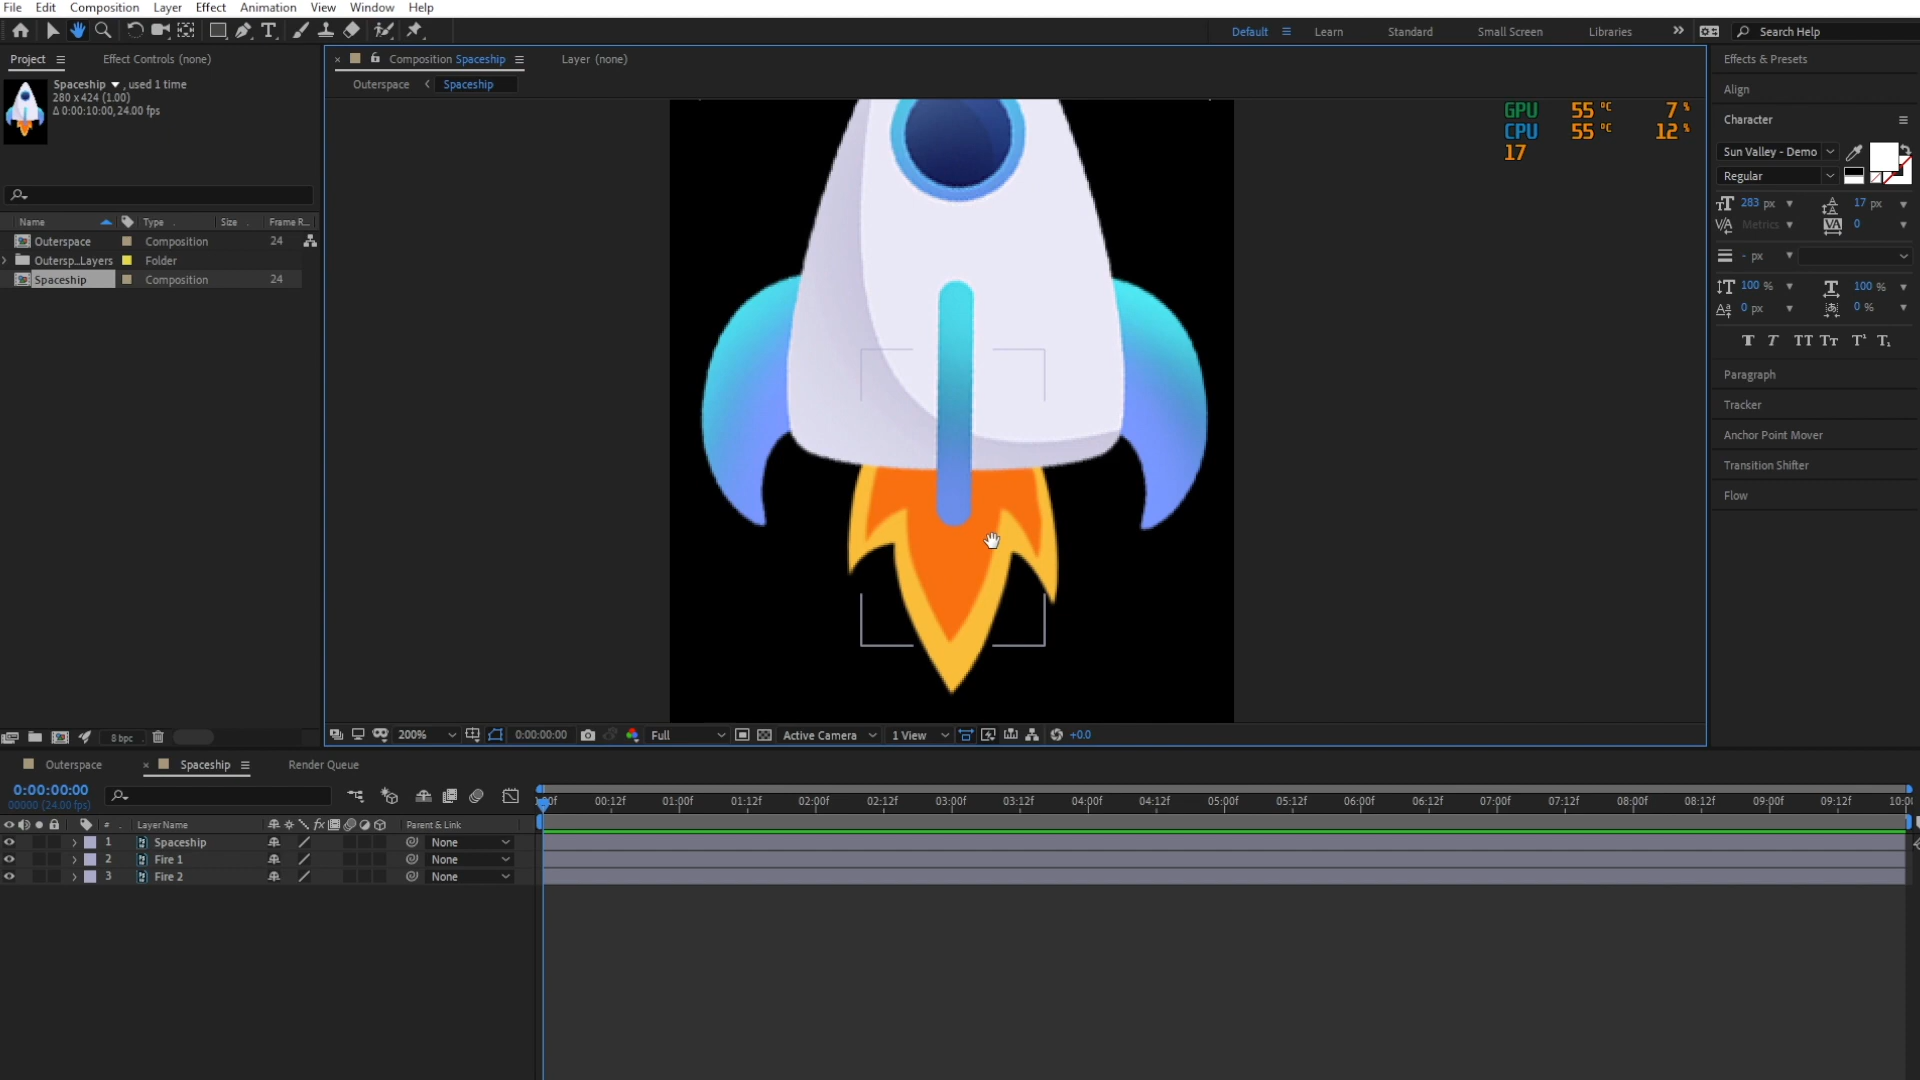 File Edit Composition Layer Effect Animation View Window Help
Default Learn Standard Small Screen Libraries Search Help
Project Effect Controls (none)
Spaceship , used 1 time
280 x 424 (1.00)
Δ 0:00:10:00, 24.00 fps
Name Type Size Frame R...
Outerspace Composition 24
Outersp...Layers Folder
Spaceship Composition 24
8 bpc
Composition Spaceship Layer (none)
Outerspace Spaceship
GPU 55 °C 7 %
CPU 55 °C 12 %
17
200% 0:00:00:00 Full Active Camera 1 View +0.0
Effects & Presets
Align
Character
Sun Valley - Demo
Regular
283 px 17 px
Metrics 0
- px
100 % 100 %
0 px 0 %
T T TT Tt T¹ T₁
Paragraph
Tracker
Anchor Point Mover
Transition Shifter
Flow
Outerspace Spaceship Render Queue
0:00:00:00
00000 (24.00 fps)
00:12f 01:00f 01:12f 02:00f 02:12f 03:00f 03:12f 04:00f 04:12f 05:00f 05:12f 06:00f 06:12f 07:00f 07:12f 08:00f 08:12f 09:00f 09:12f
# Layer Name fx Parent & Link
1 Spaceship None
2 Fire 1 None
3 Fire 2 None